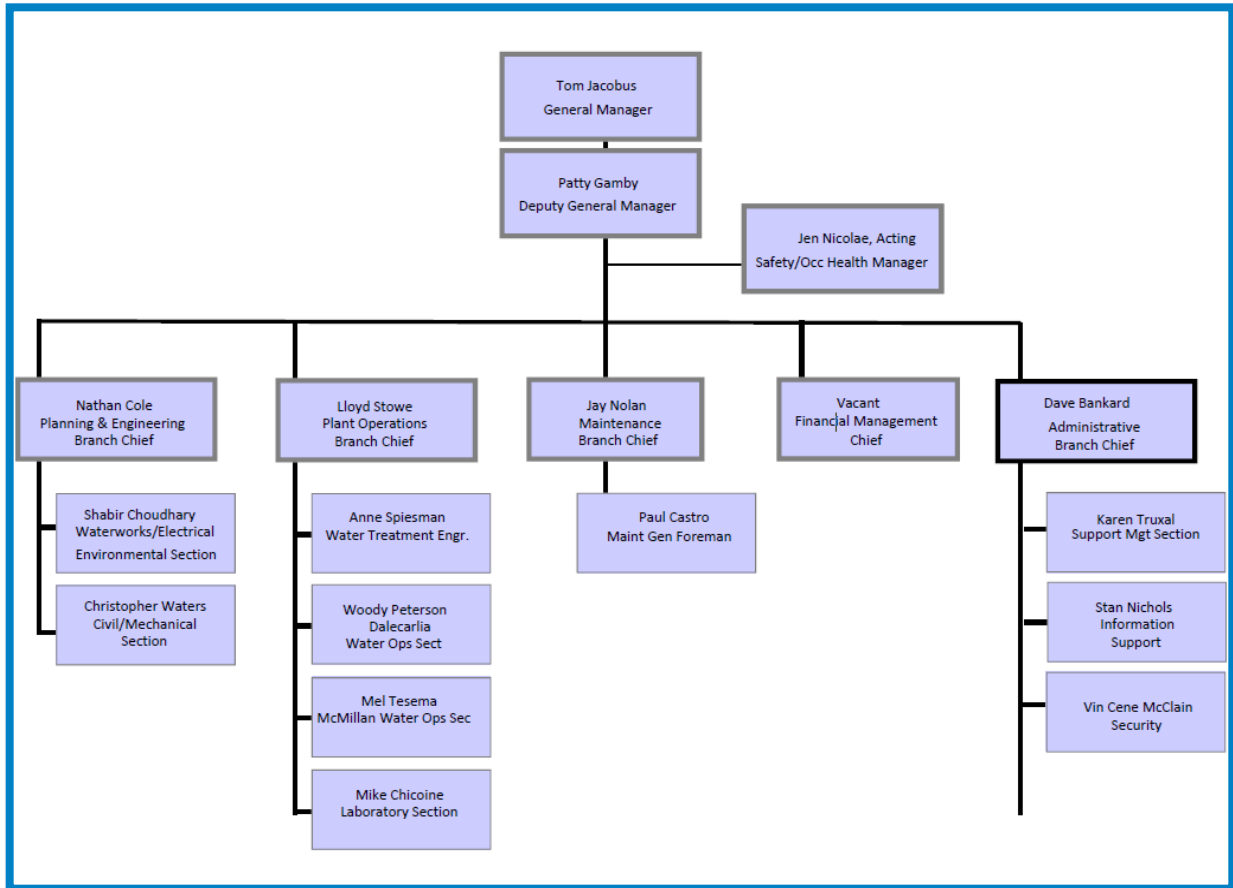 Tom Jacobus
General Manager
Patty Gamby
Deputy General Manager
Jen Nicolae, Acting
Safety/Occ Health Manager
Nathan Cole
Planning & Engineering
Branch Chief
Lloyd Stowe
Plant Operations
Branch Chief
Jay Nolan
Maintenance
Branch Chief
Vacant
Financial Management
Chief
Dave Bankard
Administrative
Branch Chief
Shabir Choudhary
Waterworks/Electrical
Environmental Section
Christopher Waters
Civil/Mechanical
Section
Anne Spiesman
Water Treatment Engr.
Woody Peterson
Dalecarlia
Water Ops Sect
Mel Tesema
McMillan Water Ops Sec
Mike Chicoine
Laboratory Section
Paul Castro
Maint Gen Foreman
Karen Truxal
Support Mgt Section
Stan Nichols
Information
Support
Vin Cene McClain
Security